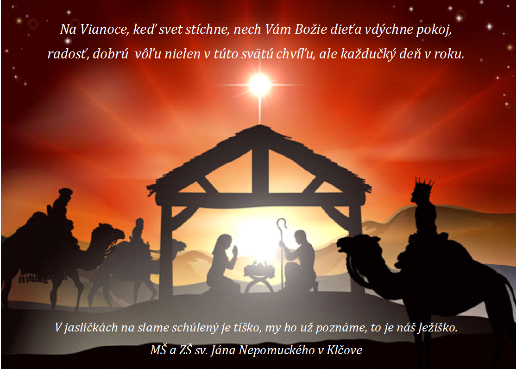 Na Vianoce, keď svet stíchne, nech Vám Božie dieťa vdýchne pokoj,
radosť, dobrú vôľu nielen v túto svätú chvíľu, ale každučký deň v roku.
V jasličkách na slame schúlený je tíško, my ho už poznáme, to je náš Ježiško.
MŠ a ZŠ sv. Jána Nepomuckého v Klčove